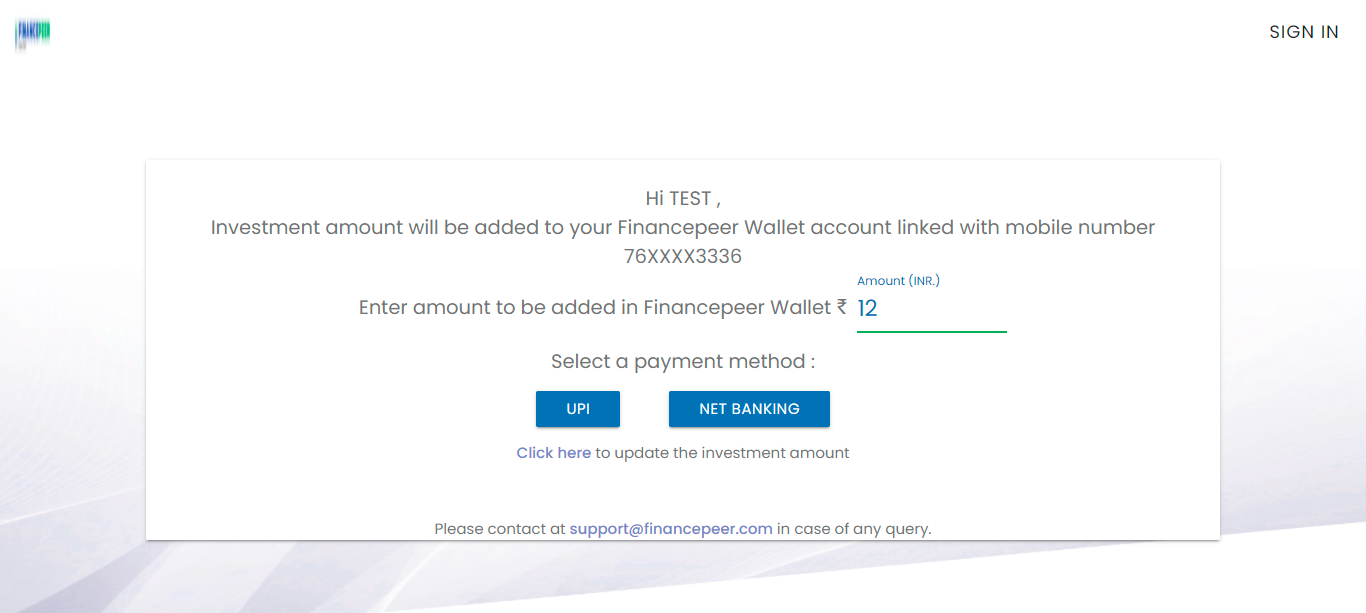 FINANCEPEER
SIGN IN
Hi TEST ,
Investment amount will be added to your Financepeer Wallet account linked with mobile number
76XXXX3336
Amount (INR.)
Enter amount to be added in Financepeer Wallet ₹ 12
Select a payment method :
UPI NET BANKING
Click here to update the investment amount
Please contact at support@financepeer.com in case of any query.